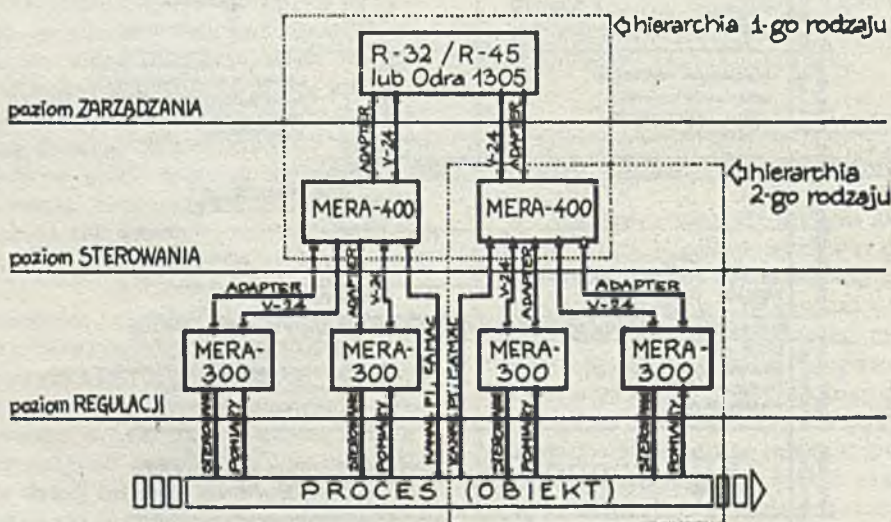 hierarchia 1-go rodzaju
R-32 / R-45
lub Odra 1305
poziom ZARZĄDZANIA
ADAPTER
V-24
V-24
ADAPTER
hierarchia
2-go rodzaju
MERA-400
MERA-400
poziom STEROWANIA
ADAPTER
V-24
ADAPTER
V-24
V-24
ADAPTER
ADAPTER
V-24
MERA-
300
MERA-
300
MERA-
300
MERA-
300
KANAŁ PI, CAMAC
KANAŁ PI, CAMAC
poziom REGULACJI
STEROWANIE
POMIARY
STEROWANIE
POMIARY
STEROWANIE
POMIARY
STEROWANIE
POMIARY
PROCES (OBIEKT)